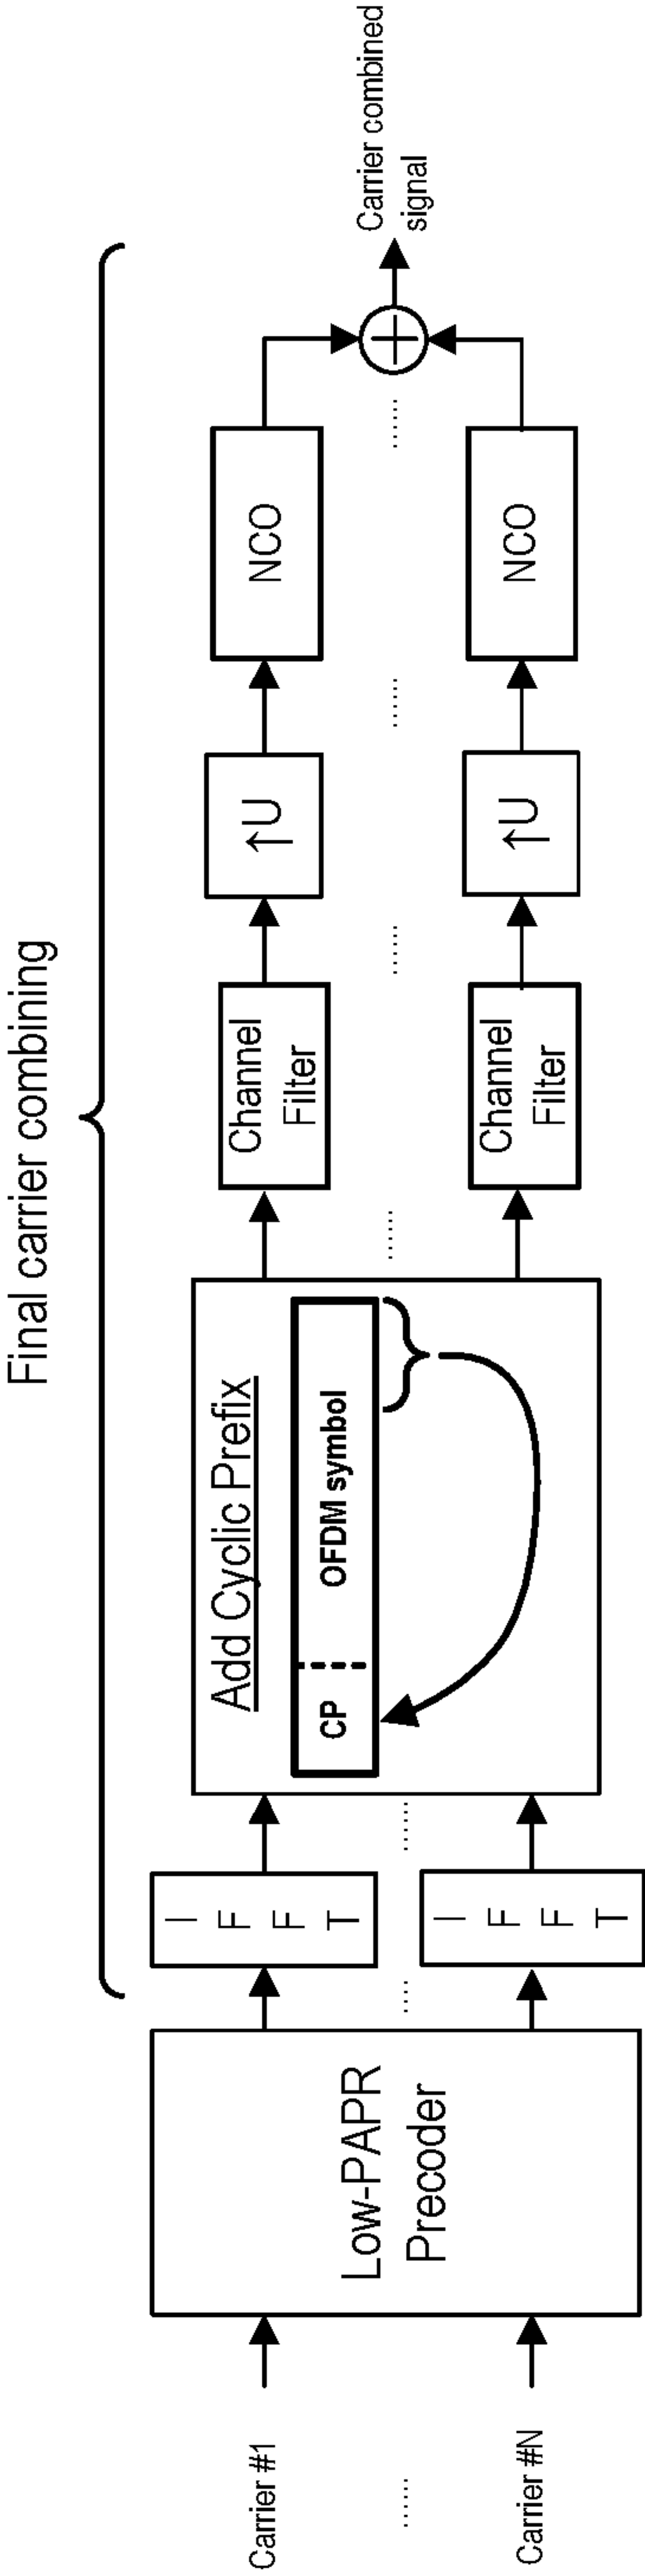 Final carrier combining
Carrier #1
......
Carrier #N
Low-PAPR
Precoder
......
I
F
F
T
I
F
F
T
......
Add Cyclic Prefix
CP
OFDM symbol
......
Channel
Filter
Channel
Filter
......
↑U
↑U
......
NCO
NCO
......
+
Carrier combined
signal